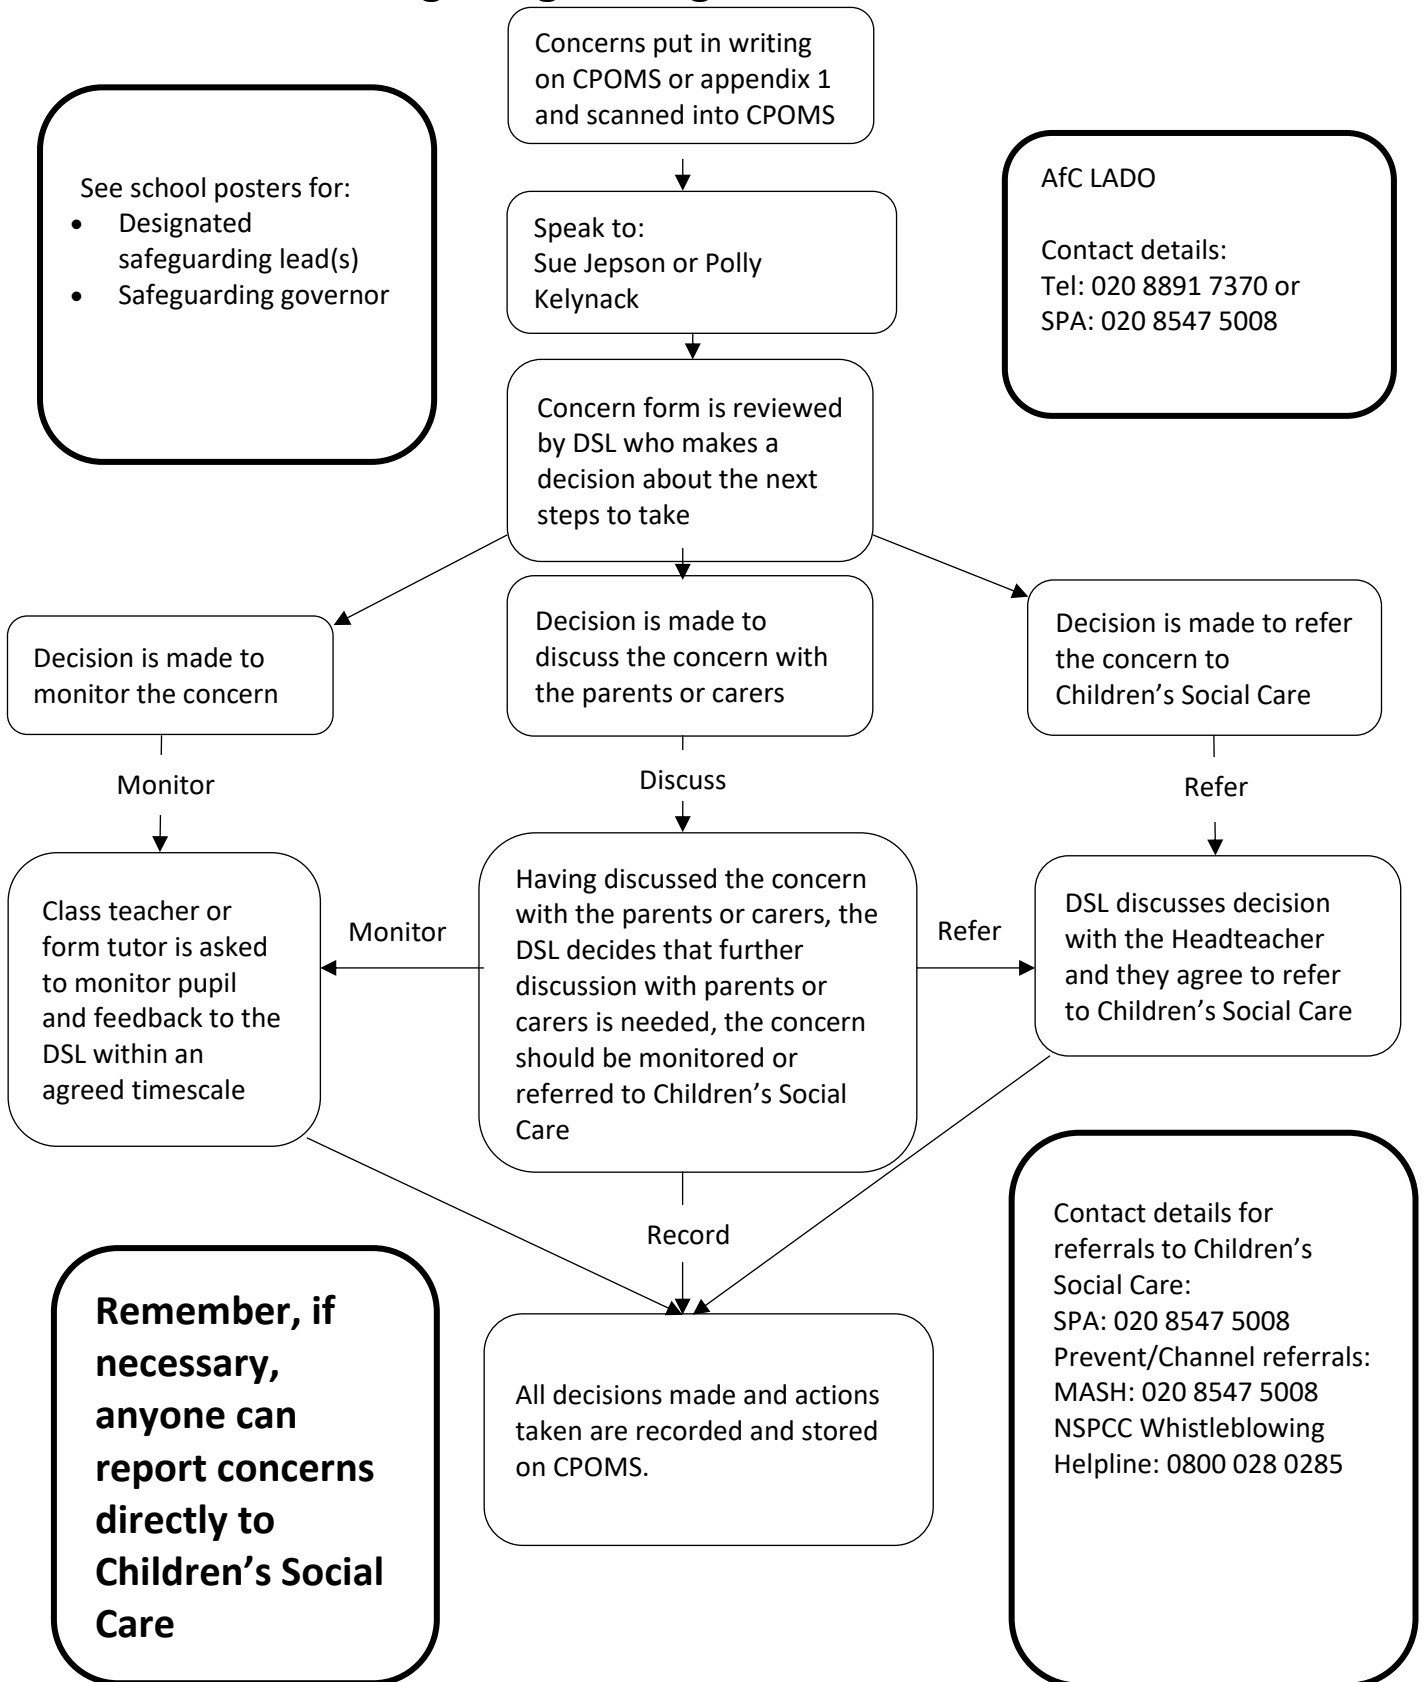 Concerns put in writing
on CPOMS or appendix 1
and scanned into CPOMS
See school posters for:
• Designated
safeguarding lead(s)
• Safeguarding governor
Speak to:
Sue Jepson or Polly
Kelynack
AfC LADO
Contact details:
Tel: 020 8891 7370 or
SPA: 020 8547 5008
Concern form is reviewed
by DSL who makes a
decision about the next
steps to take
Decision is made to
monitor the concern
Decision is made to
discuss the concern with
the parents or carers
Decision is made to refer
the concern to
Children’s Social Care
Monitor
Discuss
Refer
Class teacher or
form tutor is asked
to monitor pupil
and feedback to the
DSL within an
agreed timescale
Monitor
Having discussed the concern
with the parents or carers, the
DSL decides that further
discussion with parents or
carers is needed, the concern
should be monitored or
referred to Children’s Social
Care
Refer
DSL discusses decision
with the Headteacher
and they agree to refer
to Children’s Social Care
Record
Remember, if
necessary,
anyone can
report concerns
directly to
Children’s Social
Care
All decisions made and actions
taken are recorded and stored
on CPOMS.
Contact details for
referrals to Children’s
Social Care:
SPA: 020 8547 5008
Prevent/Channel referrals:
MASH: 020 8547 5008
NSPCC Whistleblowing
Helpline: 0800 028 0285